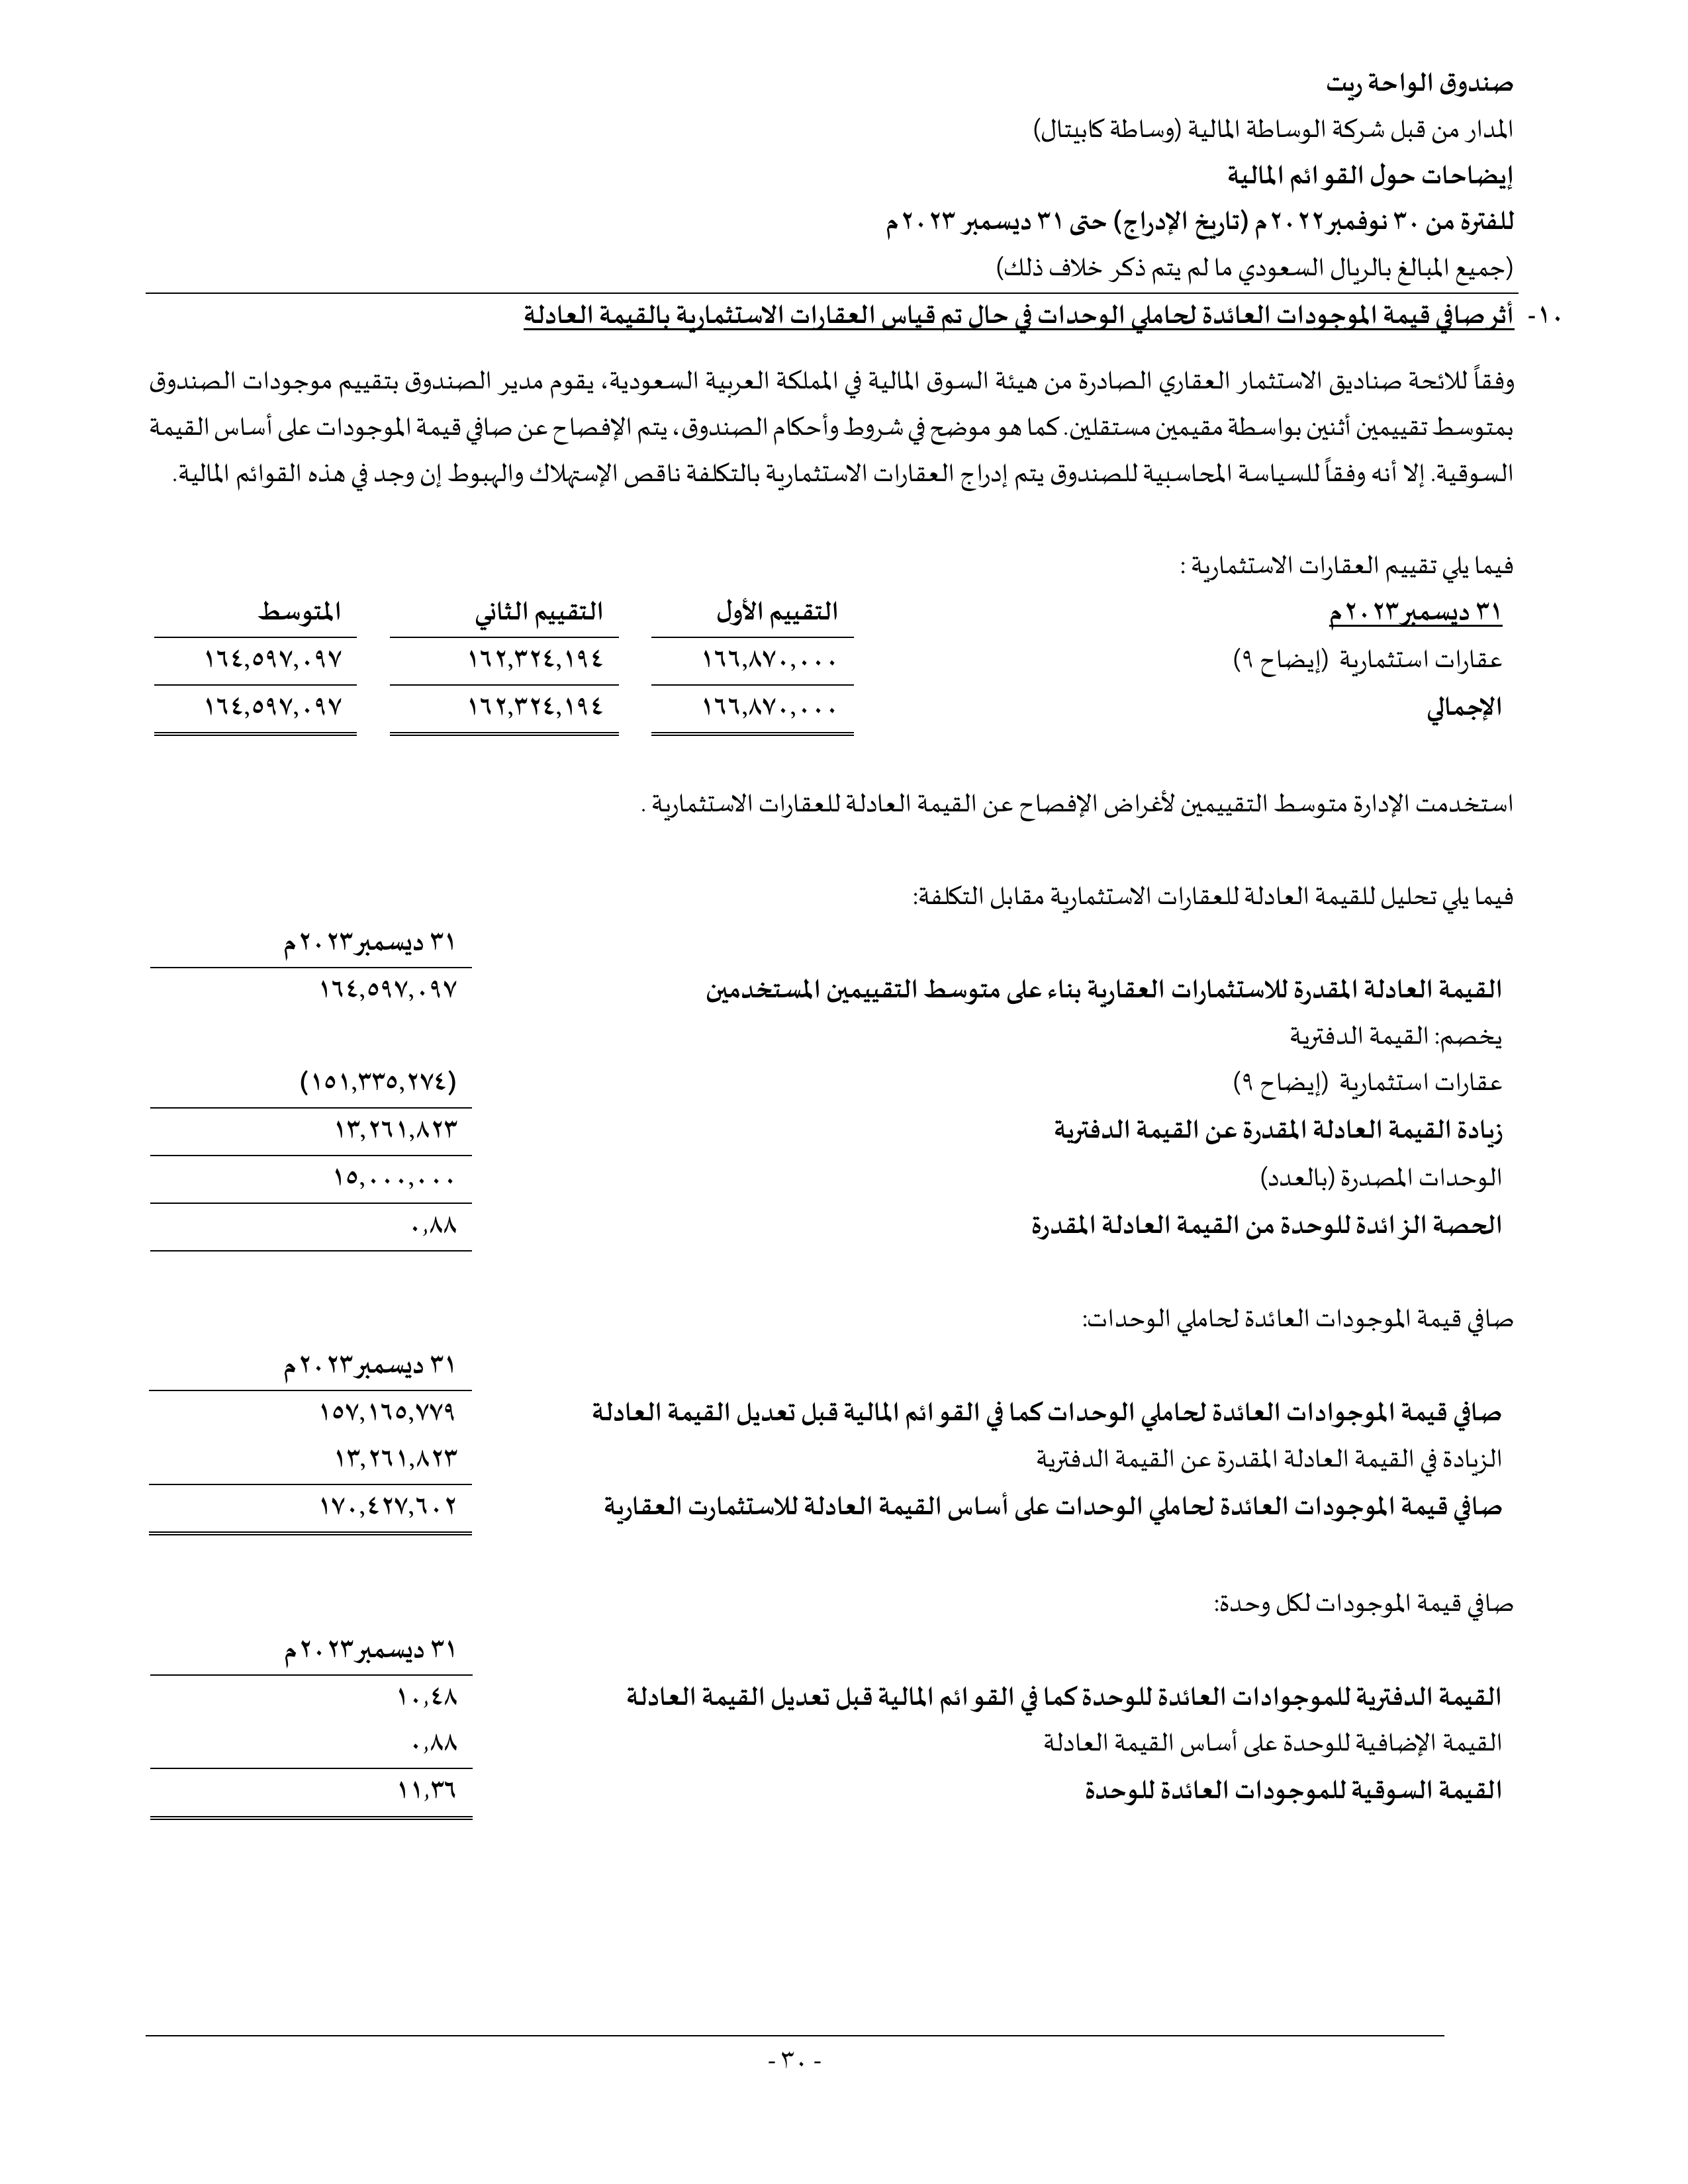 صندوق الواحة ريت
المدار من قبل شركة الوساطة المالية (وساطة كابيتال)
إيضاحات حول القوائم المالية
للفترة من ٣٠ نوفمبر ٢٠٢٢م (تاريخ الإدراج) حتى ٣١ ديسمبر ٢٠٢٣م
(جميع المبالغ بالريال السعودي ما لم يتم ذكر خلاف ذلك)
١٠- أثر صافي قيمة الموجودات العائدة لحاملي الوحدات في حال تم قياس العقارات الاستثمارية بالقيمة العادلة
وفقاً للائحة صناديق الاستثمار العقاري الصادرة من هيئة السوق المالية في المملكة العربية السعودية، يقوم مدير الصندوق بتقييم موجودات الصندوق
بمتوسط تقييمين أثنين بواسطة مقيمين مستقلين. كما هو موضح في شروط وأحكام الصندوق، يتم الإفصاح عن صافي قيمة الموجودات على أساس القيمة
السوقية. إلا أنه وفقاً للسياسة المحاسبية للصندوق يتم إدراج العقارات الاستثمارية بالتكلفة ناقص الإستهلاك والهبوط إن وجد في هذه القوائم المالية.
فيما يلي تقييم العقارات الاستثمارية :
٣١ ديسمبر ٢٠٢٣م التقييم الأول التقييم الثاني المتوسط
عقارات استثمارية (إيضاح ٩) ١٦٦,٨٧٠,٠٠٠ ١٦٢,٣٢٤,١٩٤ ١٦٤,٥٩٧,٠٩٧
الإجمالي ١٦٦,٨٧٠,٠٠٠ ١٦٢,٣٢٤,١٩٤ ١٦٤,٥٩٧,٠٩٧
استخدمت الإدارة متوسط التقييمين لأغراض الإفصاح عن القيمة العادلة للعقارات الاستثمارية .
فيما يلي تحليل للقيمة العادلة للعقارات الاستثمارية مقابل التكلفة:
٣١ ديسمبر ٢٠٢٣م
القيمة العادلة المقدرة للاستثمارات العقارية بناء على متوسط التقييمين المستخدمين ١٦٤,٥٩٧,٠٩٧
يخصم: القيمة الدفترية
عقارات استثمارية (إيضاح ٩) (١٥١,٣٣٥,٢٧٤)
زيادة القيمة العادلة المقدرة عن القيمة الدفترية ١٣,٢٦١,٨٢٣
الوحدات المصدرة (بالعدد) ١٥,٠٠٠,٠٠٠
الحصة الزائدة للوحدة من القيمة العادلة المقدرة ٠,٨٨
صافي قيمة الموجودات العائدة لحاملي الوحدات:
٣١ ديسمبر ٢٠٢٣م
صافي قيمة الموجوادات العائدة لحاملي الوحدات كما في القوائم المالية قبل تعديل القيمة العادلة ١٥٧,١٦٥,٧٧٩
الزيادة في القيمة العادلة المقدرة عن القيمة الدفترية ١٣,٢٦١,٨٢٣
صافي قيمة الموجودات العائدة لحاملي الوحدات على أساس القيمة العادلة للاستثمارت العقارية ١٧٠,٤٢٧,٦٠٢
صافي قيمة الموجودات لكل وحدة:
٣١ ديسمبر ٢٠٢٣م
القيمة الدفترية للموجوادات العائدة للوحدة كما في القوائم المالية قبل تعديل القيمة العادلة ١٠,٤٨
القيمة الإضافية للوحدة على أساس القيمة العادلة ٠,٨٨
القيمة السوقية للموجودات العائدة للوحدة ١١,٣٦
- ٣٠ -